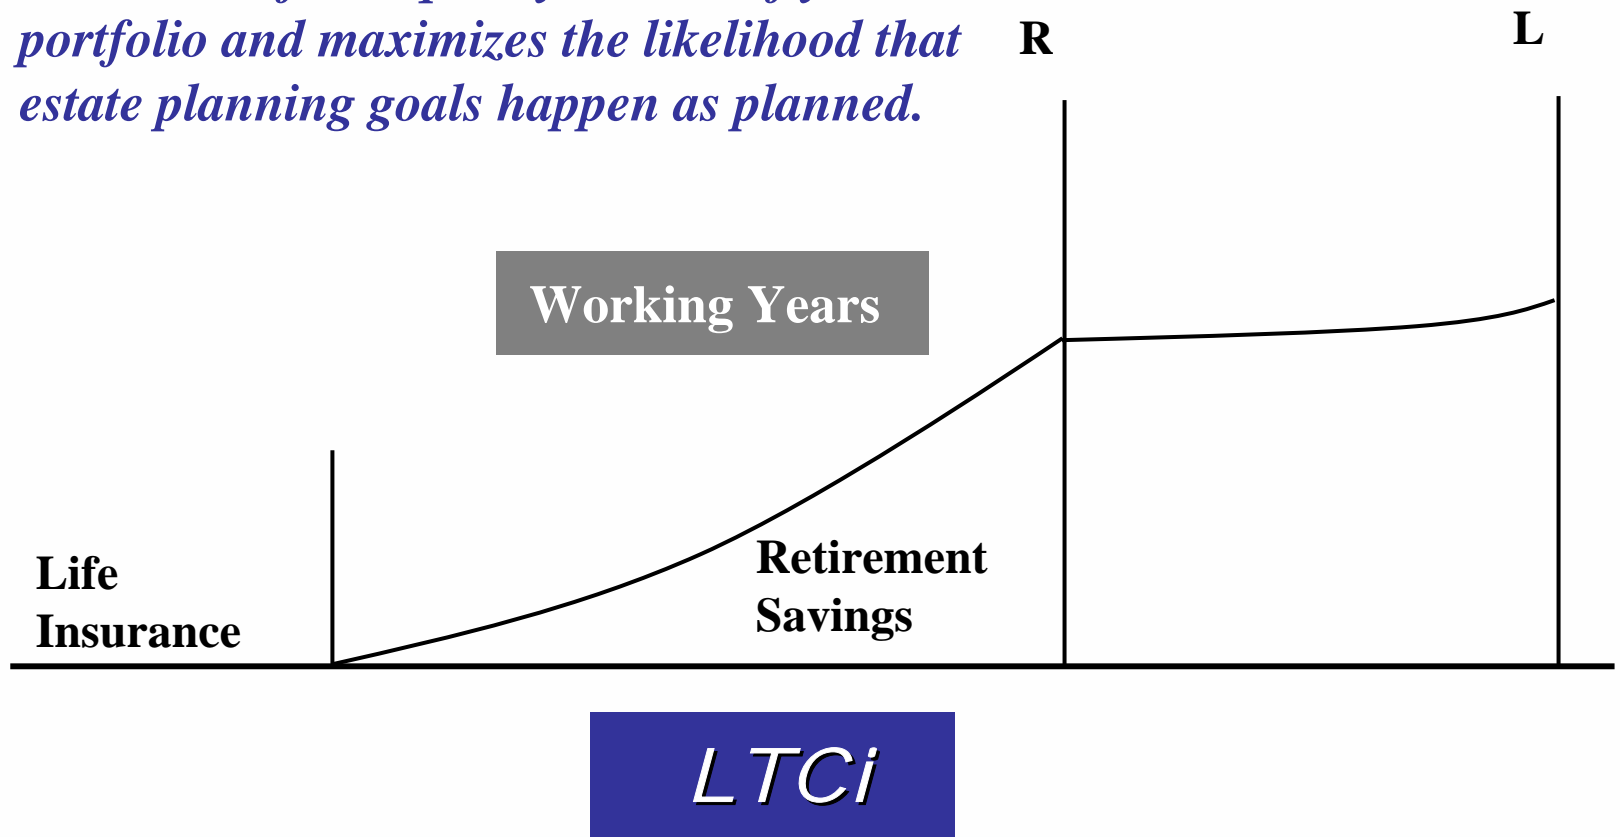 portfolio and maximizes the likelihood that
estate planning goals happen as planned.
R
L
Working Years
Life
Insurance
Retirement
Savings
LTCi